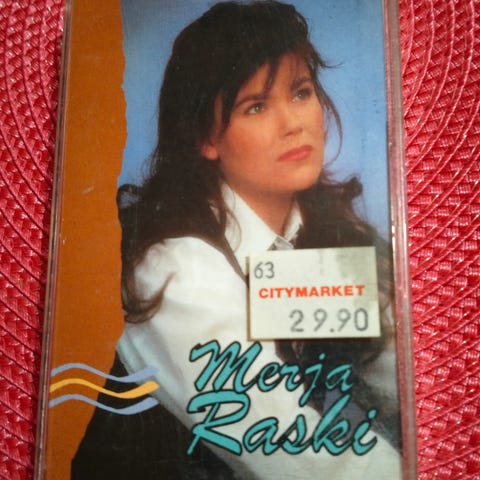 63
CITYMARKET
29.90
Merja
Raski